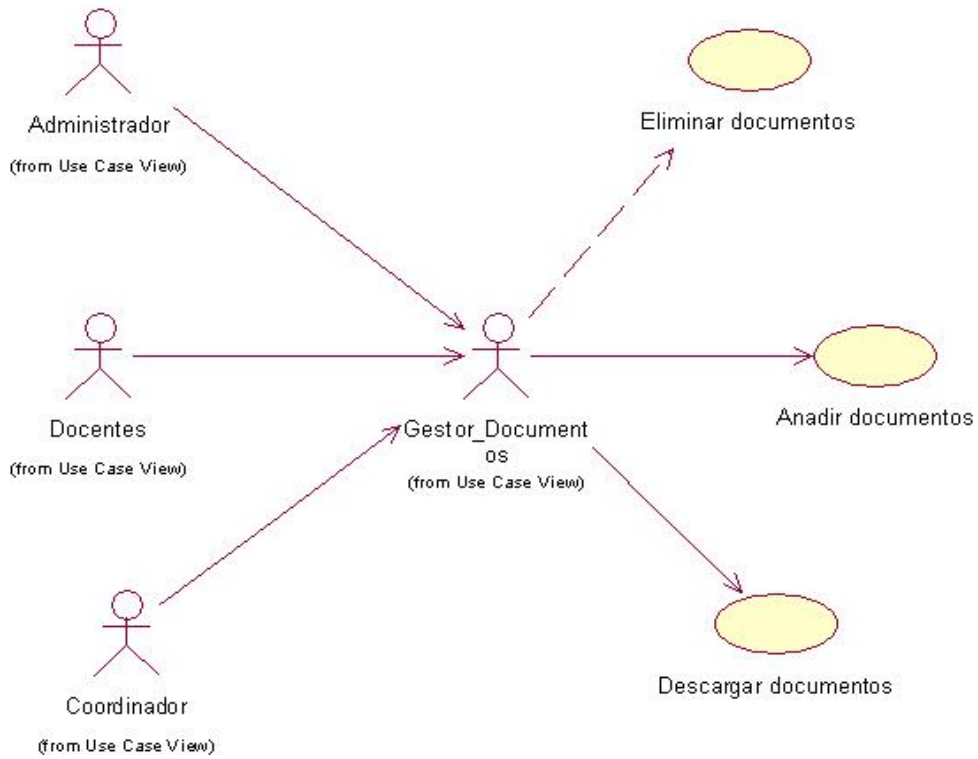 Administrador
(from Use Case View)
Eliminar documentos
Docentes
(from Use Case View)
Gestor_Document
os
(from Use Case View)
Anadir documentos
Coordinador
(from Use Case View)
Descargar documentos